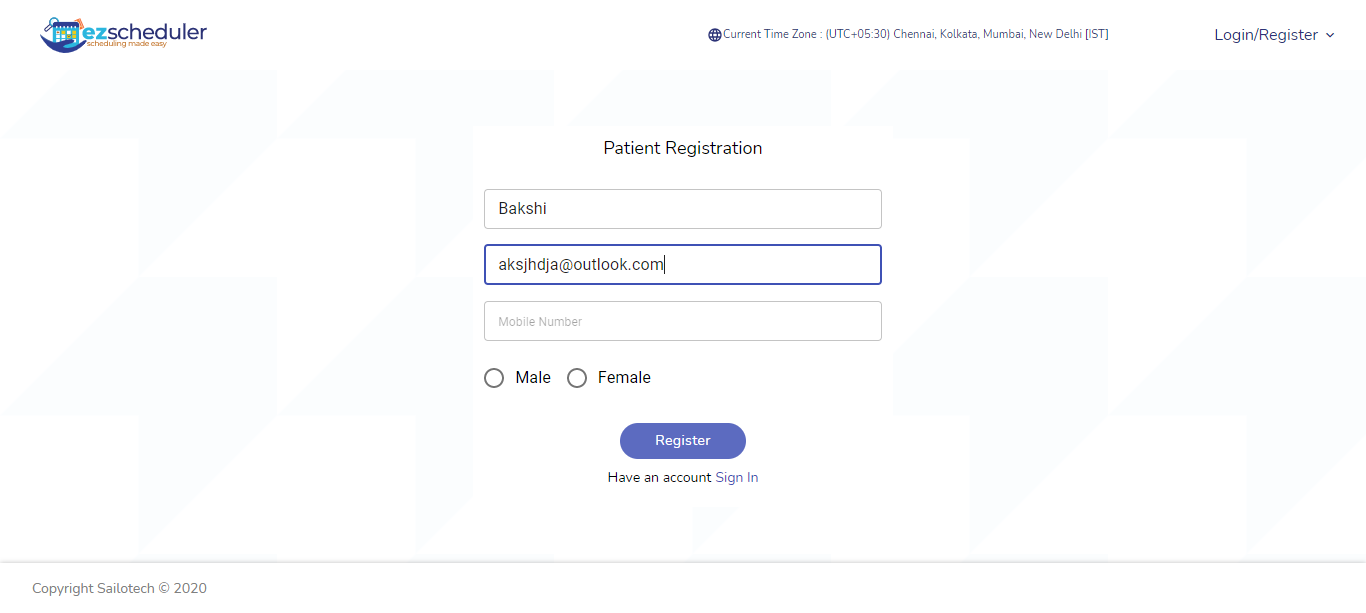 ezscheduler
scheduling made easy
Current Time Zone : (UTC+05:30) Chennai, Kolkata, Mumbai, New Delhi [IST]
Login/Register
Patient Registration
Bakshi
aksjhdja@outlook.com
Mobile Number
Male Female
Register
Have an account Sign In
Copyright Sailotech © 2020